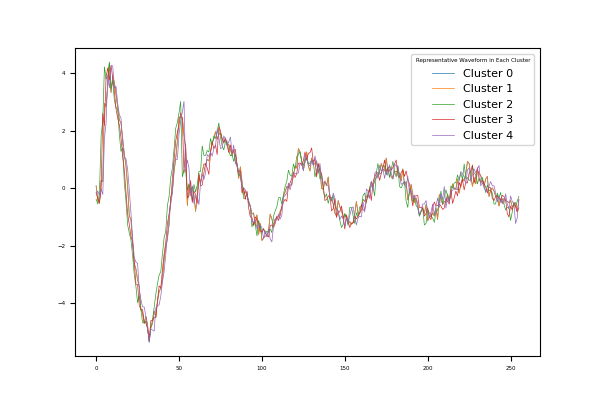 Representative Waveform in Each Cluster
Cluster 0
Cluster 1
Cluster 2
Cluster 3
Cluster 4
4
2
0
−2
−4
0 50 100 150 200 250